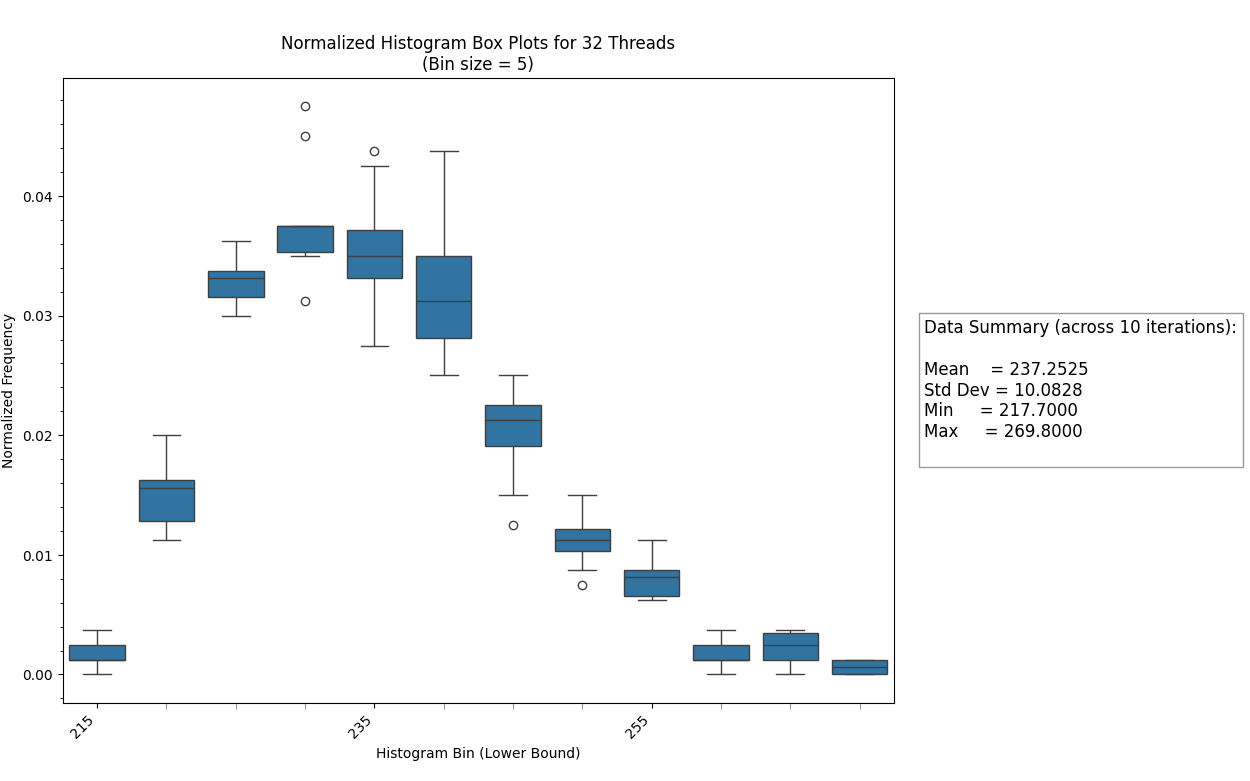 Normalized Histogram Box Plots for 32 Threads
(Bin size = 5)
Normalized Frequency
0.04
0.03
0.02
0.01
0.00
215
235
255
Histogram Bin (Lower Bound)
Data Summary (across 10 iterations):
Mean = 237.2525
Std Dev = 10.0828
Min = 217.7000
Max = 269.8000